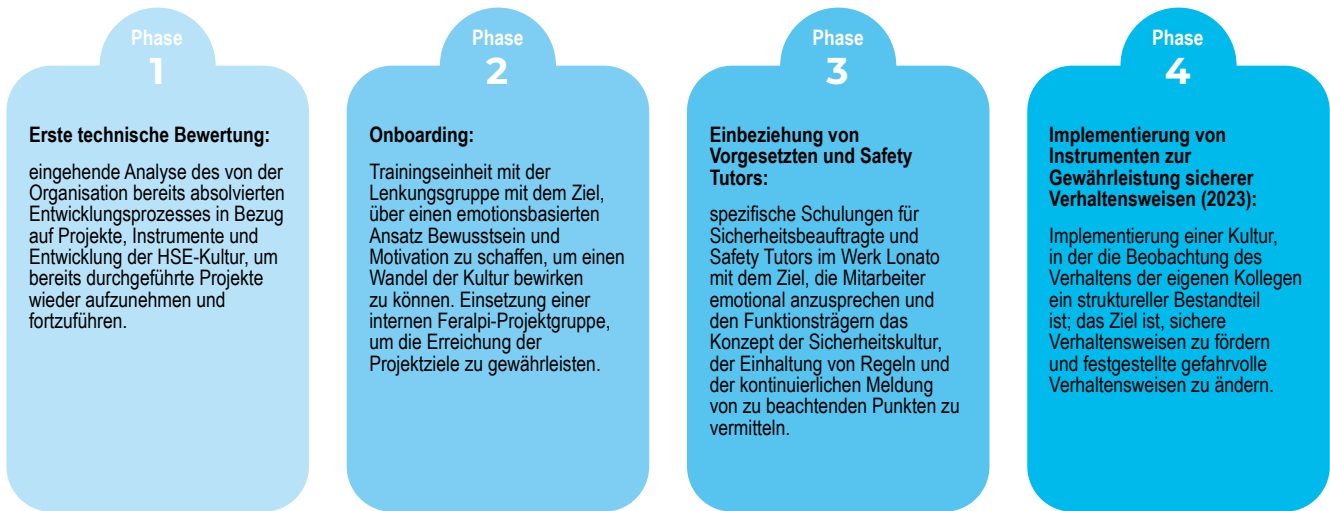 Phase
1
Erste technische Bewertung:
eingehende Analyse des von der
Organisation bereits absolvierten
Entwicklungsprozesses in Bezug
auf Projekte, Instrumente und
Entwicklung der HSE-Kultur, um
bereits durchgeführte Projekte
wieder aufzunehmen und
fortzuführen.
Phase
2
Onboarding:
Trainingseinheit mit der
Lenkungsgruppe mit dem Ziel,
über einen emotionsbasierten
Ansatz Bewusstsein und
Motivation zu schaffen, um einen
Wandel der Kultur bewirken
zu können. Einsetzung einer
internen Feralpi-Projektgruppe,
um die Erreichung der
Projektziele zu gewährleisten.
Phase
3
Einbeziehung von
Vorgesetzten und Safety
Tutors:
spezifische Schulungen für
Sicherheitsbeauftragte und
Safety Tutors im Werk Lonato
mit dem Ziel, die Mitarbeiter
emotional anzusprechen und
den Funktionsträgern das
Konzept der Sicherheitskultur,
der Einhaltung von Regeln und
der kontinuierlichen Meldung
von zu beachtenden Punkten zu
vermitteln.
Phase
4
Implementierung von
Instrumenten zur
Gewährleistung sicherer
Verhaltensweisen (2023):
Implementierung einer Kultur,
in der die Beobachtung des
Verhaltens der eigenen Kollegen
ein struktureller Bestandteil
ist; das Ziel ist, sichere
Verhaltensweisen zu fördern
und festgestellte gefahrvolle
Verhaltensweisen zu ändern.